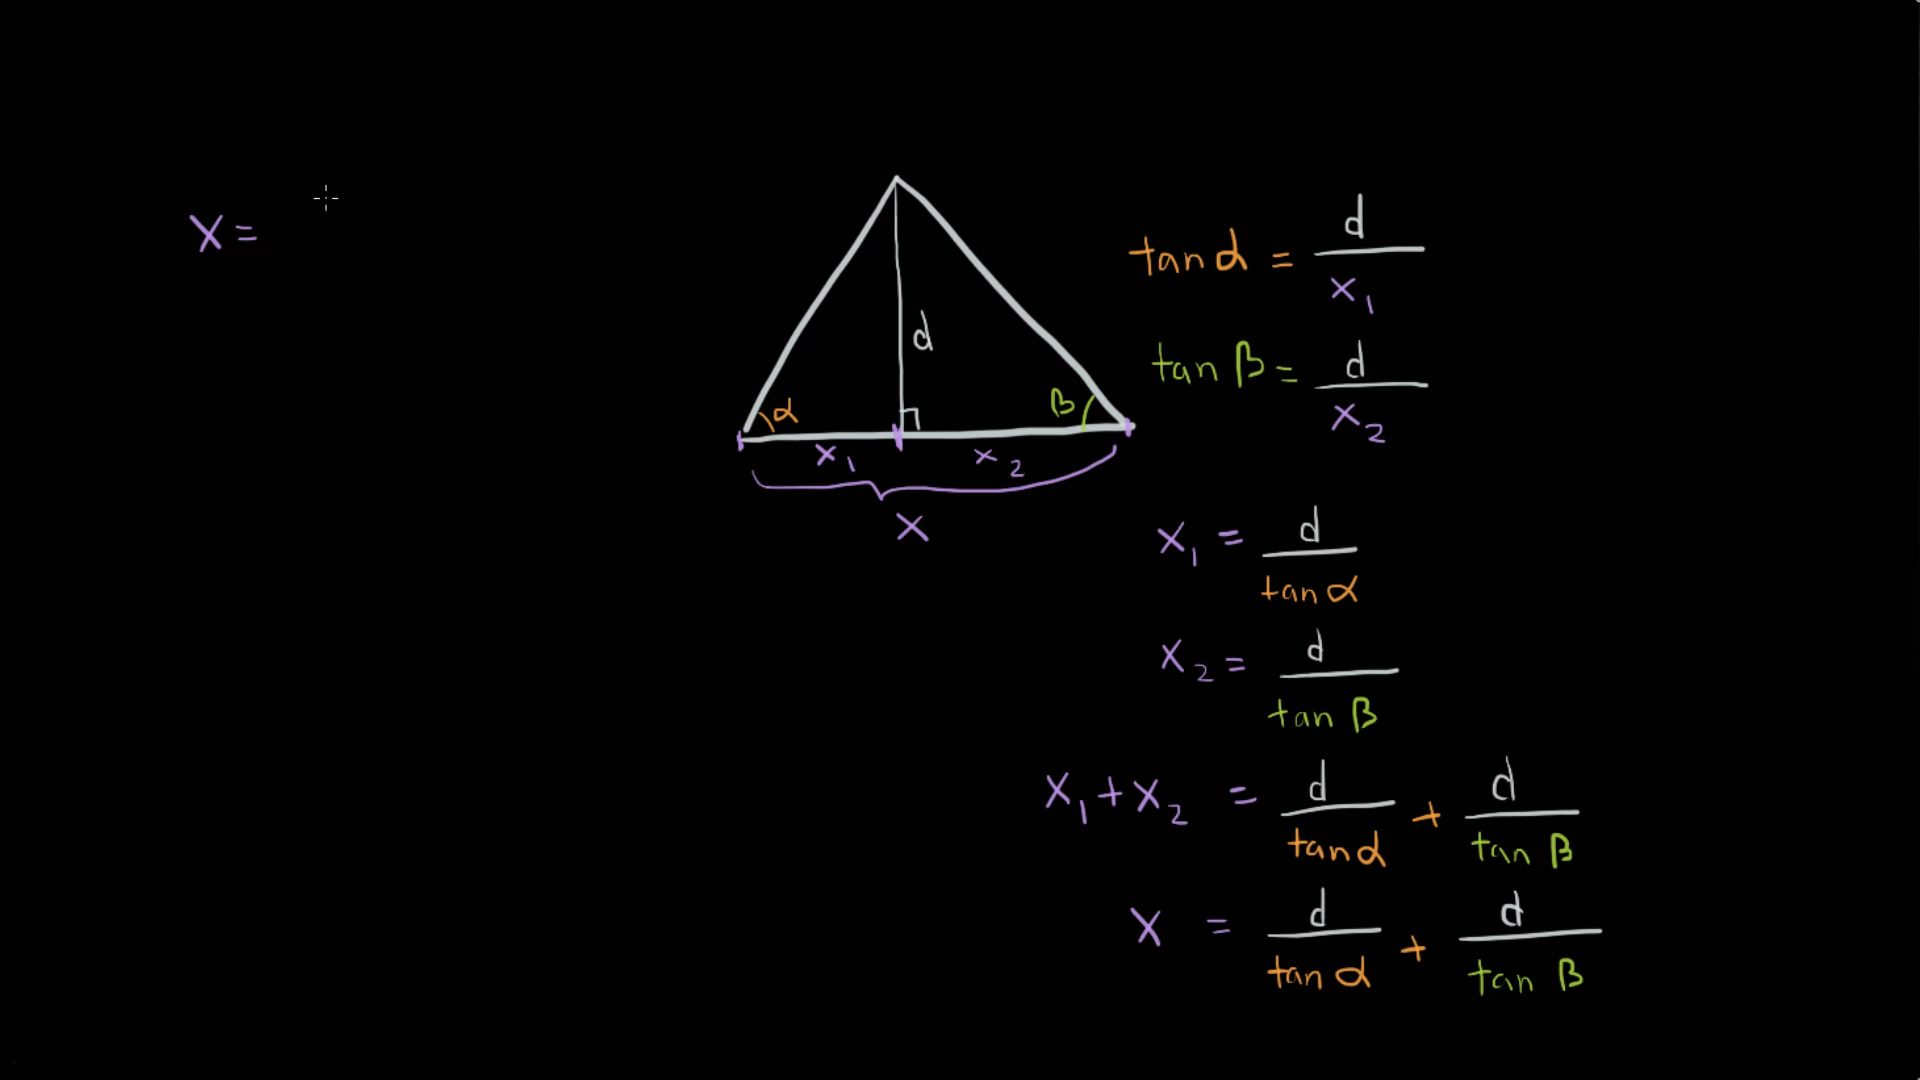 X =
d
α
β
x₁ x₂
X
tan α = d / x₁
tan β = d / x₂
x₁ = d / tan α
x₂ = d / tan β
x₁ + x₂ = d / tan α + d / tan β
X = d / tan α + d / tan β